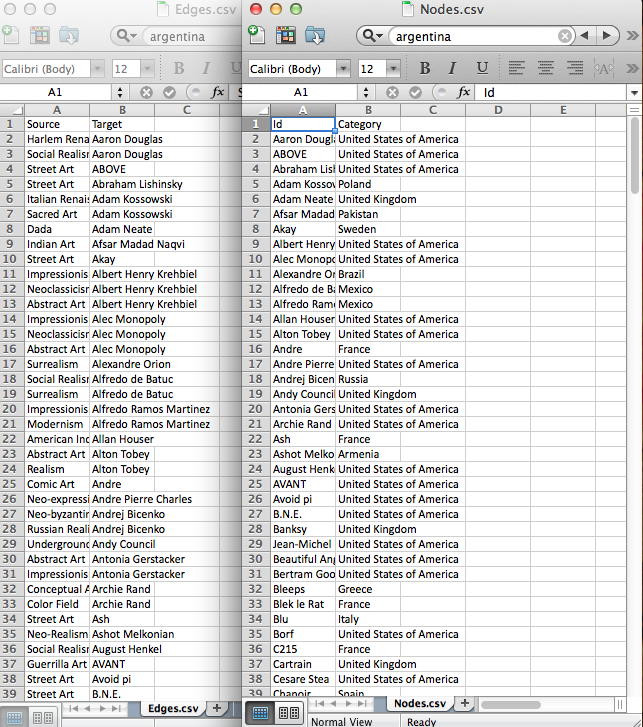 Edges.csv
argentina
Calibri (Body) 12 B I
A1 fx
A B C
1 Source Target
2 Harlem Rena Aaron Douglas
3 Social Realisr Aaron Douglas
4 Street Art ABOVE
5 Street Art Abraham Lishinsky
6 Italian Renais Adam Kossowski
7 Sacred Art Adam Kossowski
8 Dada Adam Neate
9 Indian Art Afsar Madad Naqvi
10 Street Art Akay
11 Impressionis Albert Henry Krehbiel
12 Neoclassicisr Albert Henry Krehbiel
13 Abstract Art Albert Henry Krehbiel
14 Impressionis Alec Monopoly
15 Neoclassicisr Alec Monopoly
16 Abstract Art Alec Monopoly
17 Surrealism Alexandre Orion
18 Social Realisr Alfredo de Batuc
19 Surrealism Alfredo de Batuc
20 Impressionis Alfredo Ramos Martinez
21 Modernism Alfredo Ramos Martinez
22 American Inc Allan Houser
23 Abstract Art Alton Tobey
24 Realism Alton Tobey
25 Comic Art Andre
26 Neo-expressi Andre Pierre Charles
27 Neo-byzantir Andrej Bicenko
28 Russian Reali Andrej Bicenko
29 Underground Andy Council
30 Abstract Art Antonia Gerstacker
31 Impressionis Antonia Gerstacker
32 Conceptual A Archie Rand
33 Color Field Archie Rand
34 Street Art Ash
35 Neo-Realism Ashot Melkonian
36 Social Realisr August Henkel
37 Guerrilla Art AVANT
38 Street Art Avoid pi
39 Street Art B.N.E.
Edges.csv
Nodes.csv
argentina
Calibri (Body) 12 B I U A
A1 fx Id
A B C D E
1 Id Category
2 Aaron Dougla United States of America
3 ABOVE United States of America
4 Abraham Lish United States of America
5 Adam Kossov Poland
6 Adam Neate United Kingdom
7 Afsar Madad Pakistan
8 Akay Sweden
9 Albert Henry United States of America
10 Alec Monopo United States of America
11 Alexandre Or Brazil
12 Alfredo de Ba Mexico
13 Alfredo Ramo Mexico
14 Allan Houser United States of America
15 Alton Tobey United States of America
16 Andre France
17 Andre Pierre United States of America
18 Andrej Bicen Russia
19 Andy Council United Kingdom
20 Antonia Gers United States of America
21 Archie Rand United States of America
22 Ash France
23 Ashot Melko Armenia
24 August Henk United States of America
25 AVANT United States of America
26 Avoid pi United States of America
27 B.N.E. United States of America
28 Banksy United Kingdom
29 Jean-Michel United States of America
30 Beautiful Ang United States of America
31 Bertram Goo United States of America
32 Bleeps Greece
33 Blek le Rat France
34 Blu Italy
35 Borf United States of America
36 C215 France
37 Cartrain United Kingdom
38 Cesare Stea United States of America
39 Chanoir Spain
Nodes.csv
Normal View Ready